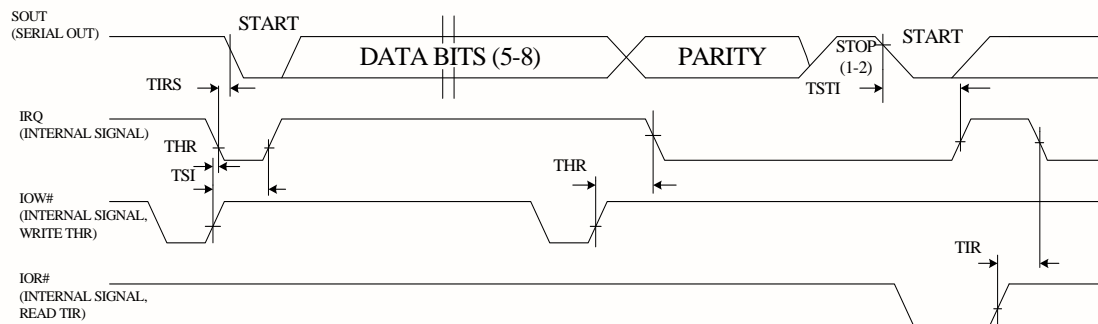 SOUT
(SERIAL OUT)
START
DATA BITS (5-8)
PARITY
STOP
(1-2)
START
TIRS
TSTI
IRQ
(INTERNAL SIGNAL)
THR
TSI
THR
IOW#
(INTERNAL SIGNAL,
WRITE THR)
TIR
IOR#
(INTERNAL SIGNAL,
READ TIR)